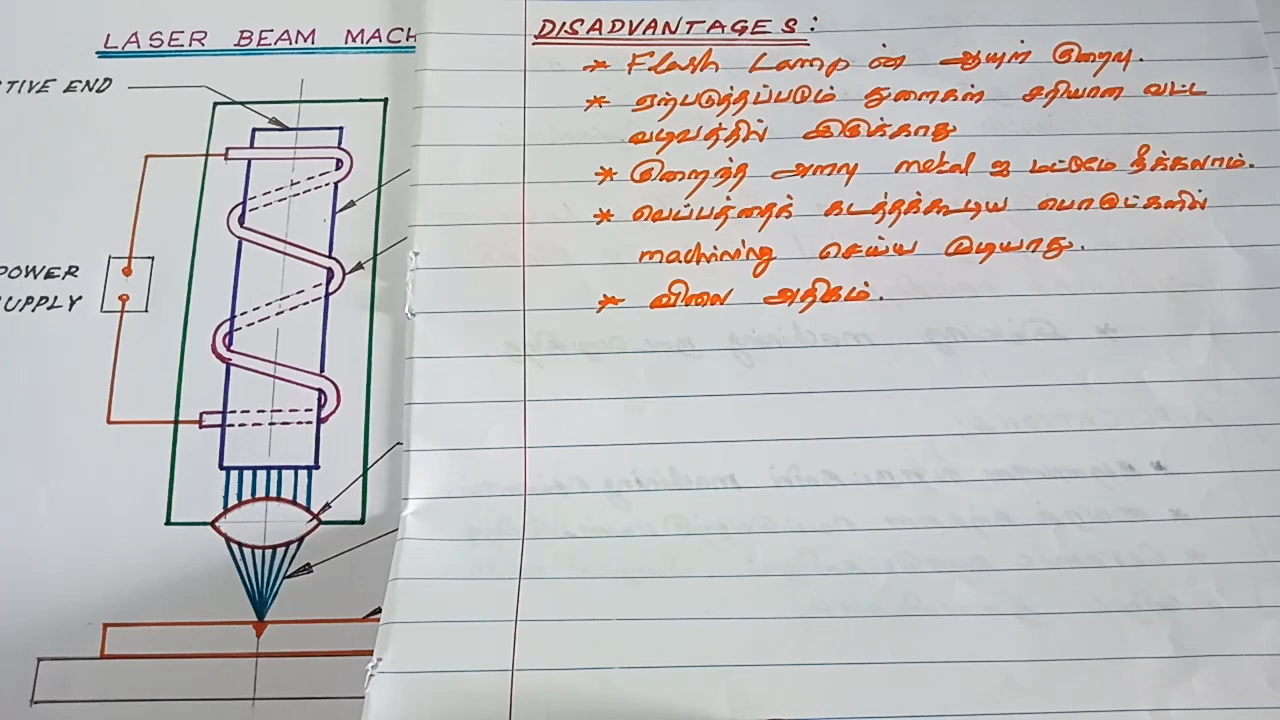 LASER BEAM MACH
TIVE END
POWER
SUPPLY
DISADVANTAGES:
* Flash Lamp ன் ஆயுள் குறைவு.
* ஏற்படுத்தப்படும் துளைகள் சரியான வட்ட
வடிவத்தில் இருக்காது
* குறைந்த அளவு metal ஐ மட்டுமே நீக்கலாம்.
* வெப்பத்தைக் கடத்தக்கூடிய பொருட்களில்
machining செய்ய முடியாது.
* விலை அதிகம்.